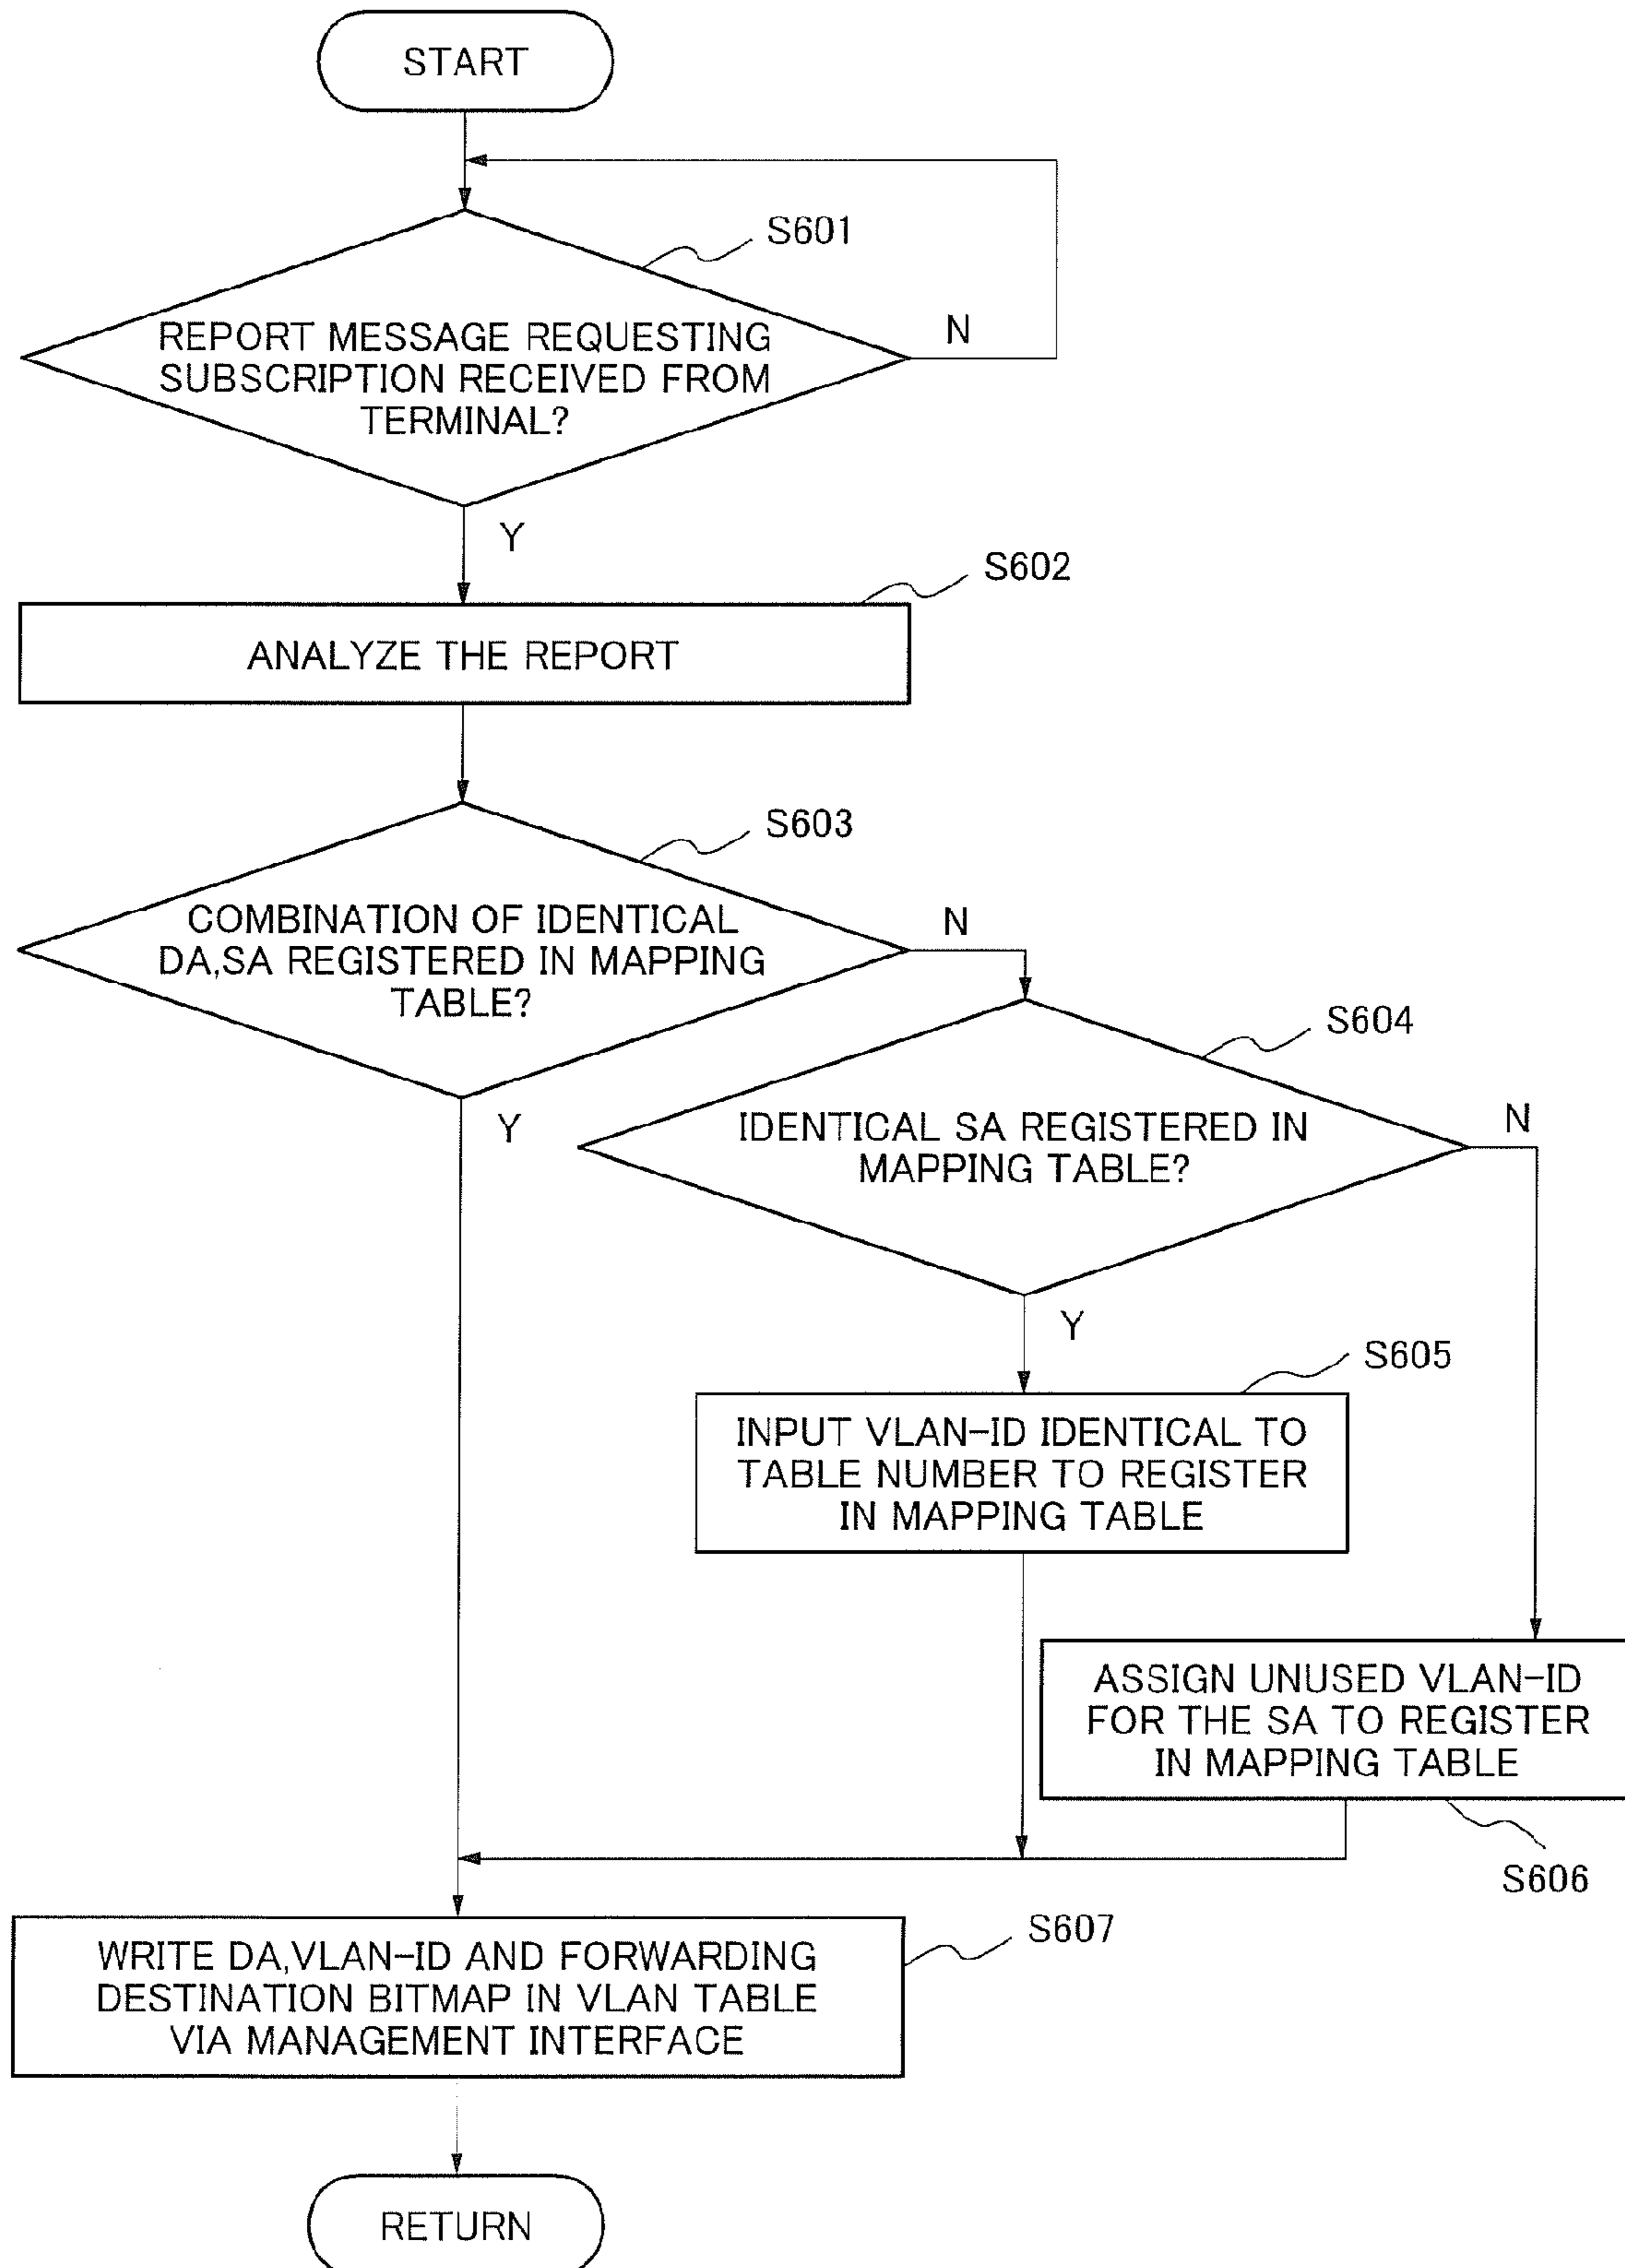 START
S601
REPORT MESSAGE REQUESTING
SUBSCRIPTION RECEIVED FROM
TERMINAL?
N
Y
S602
ANALYZE THE REPORT
S603
COMBINATION OF IDENTICAL
DA,SA REGISTERED IN MAPPING
TABLE?
N
Y
S604
IDENTICAL SA REGISTERED IN
MAPPING TABLE?
N
Y
S605
INPUT VLAN-ID IDENTICAL TO
TABLE NUMBER TO REGISTER
IN MAPPING TABLE
ASSIGN UNUSED VLAN-ID
FOR THE SA TO REGISTER
IN MAPPING TABLE
S606
S607
WRITE DA,VLAN-ID AND FORWARDING
DESTINATION BITMAP IN VLAN TABLE
VIA MANAGEMENT INTERFACE
RETURN